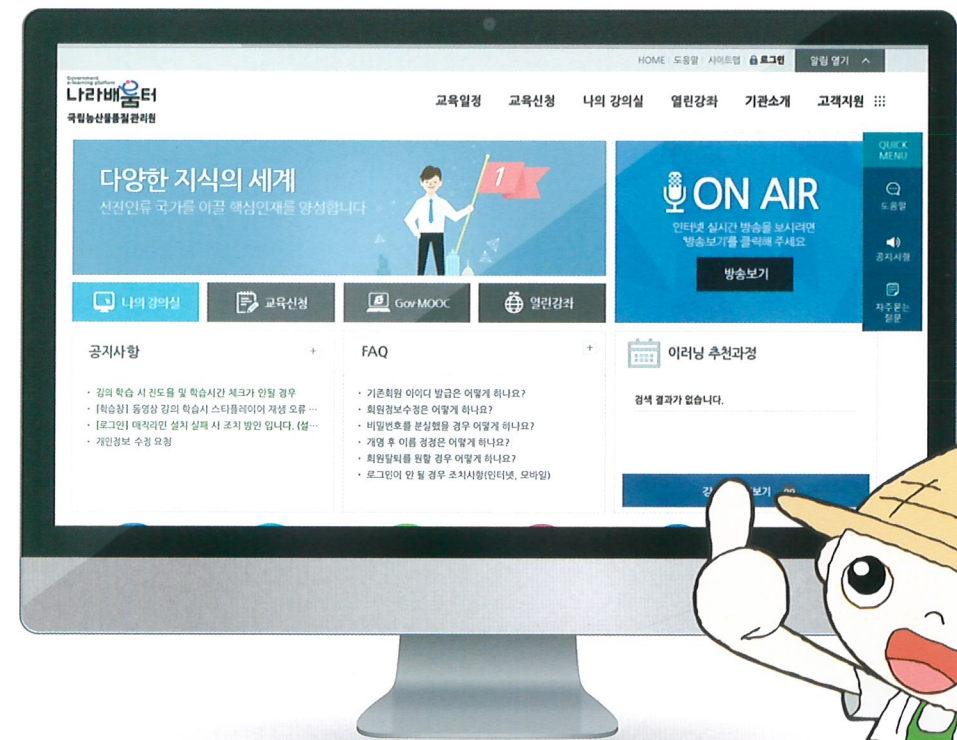 HOME 도움말 사이트맵 로그인 알림 열기
Government
e-learning platform
나라배움터
국립농산물품질관리원
교육일정 교육신청 나의 강의실 열린강좌 기관소개 고객지원
QUICK
MENU
도움말
공지사항
자주묻는
질문
다양한 지식의 세계
선진인류 국가를 이끌 핵심인재를 양성합니다
1
ON AIR
인터넷 실시간 방송을 보시려면
'방송보기'를 클릭해 주세요
방송보기
나의 강의실 교육신청 Gov-MOOC 열린강좌
공지사항 +
· 강의 학습 시 진도율 및 학습시간 체크가 안될 경우
· [학습창] 동영상 강의 학습시 스티플레이어 재생 오류 …
· [로그인] 매직라인 설치 실패 시 조치 방안 입니다. (설…
· 개인정보 수정 요청
FAQ +
· 기존회원 아이디 발급은 어떻게 하나요?
· 회원정보수정은 어떻게 하나요?
· 비밀번호를 분실했을 경우 어떻게 하나요?
· 개명 후 이름 정정은 어떻게 하나요?
· 회원탈퇴를 원할 경우 어떻게 하나요?
· 로그인이 안 될 경우 조치사항(인터넷, 모바일)
이러닝 추천과정
검색 결과가 없습니다.
보기